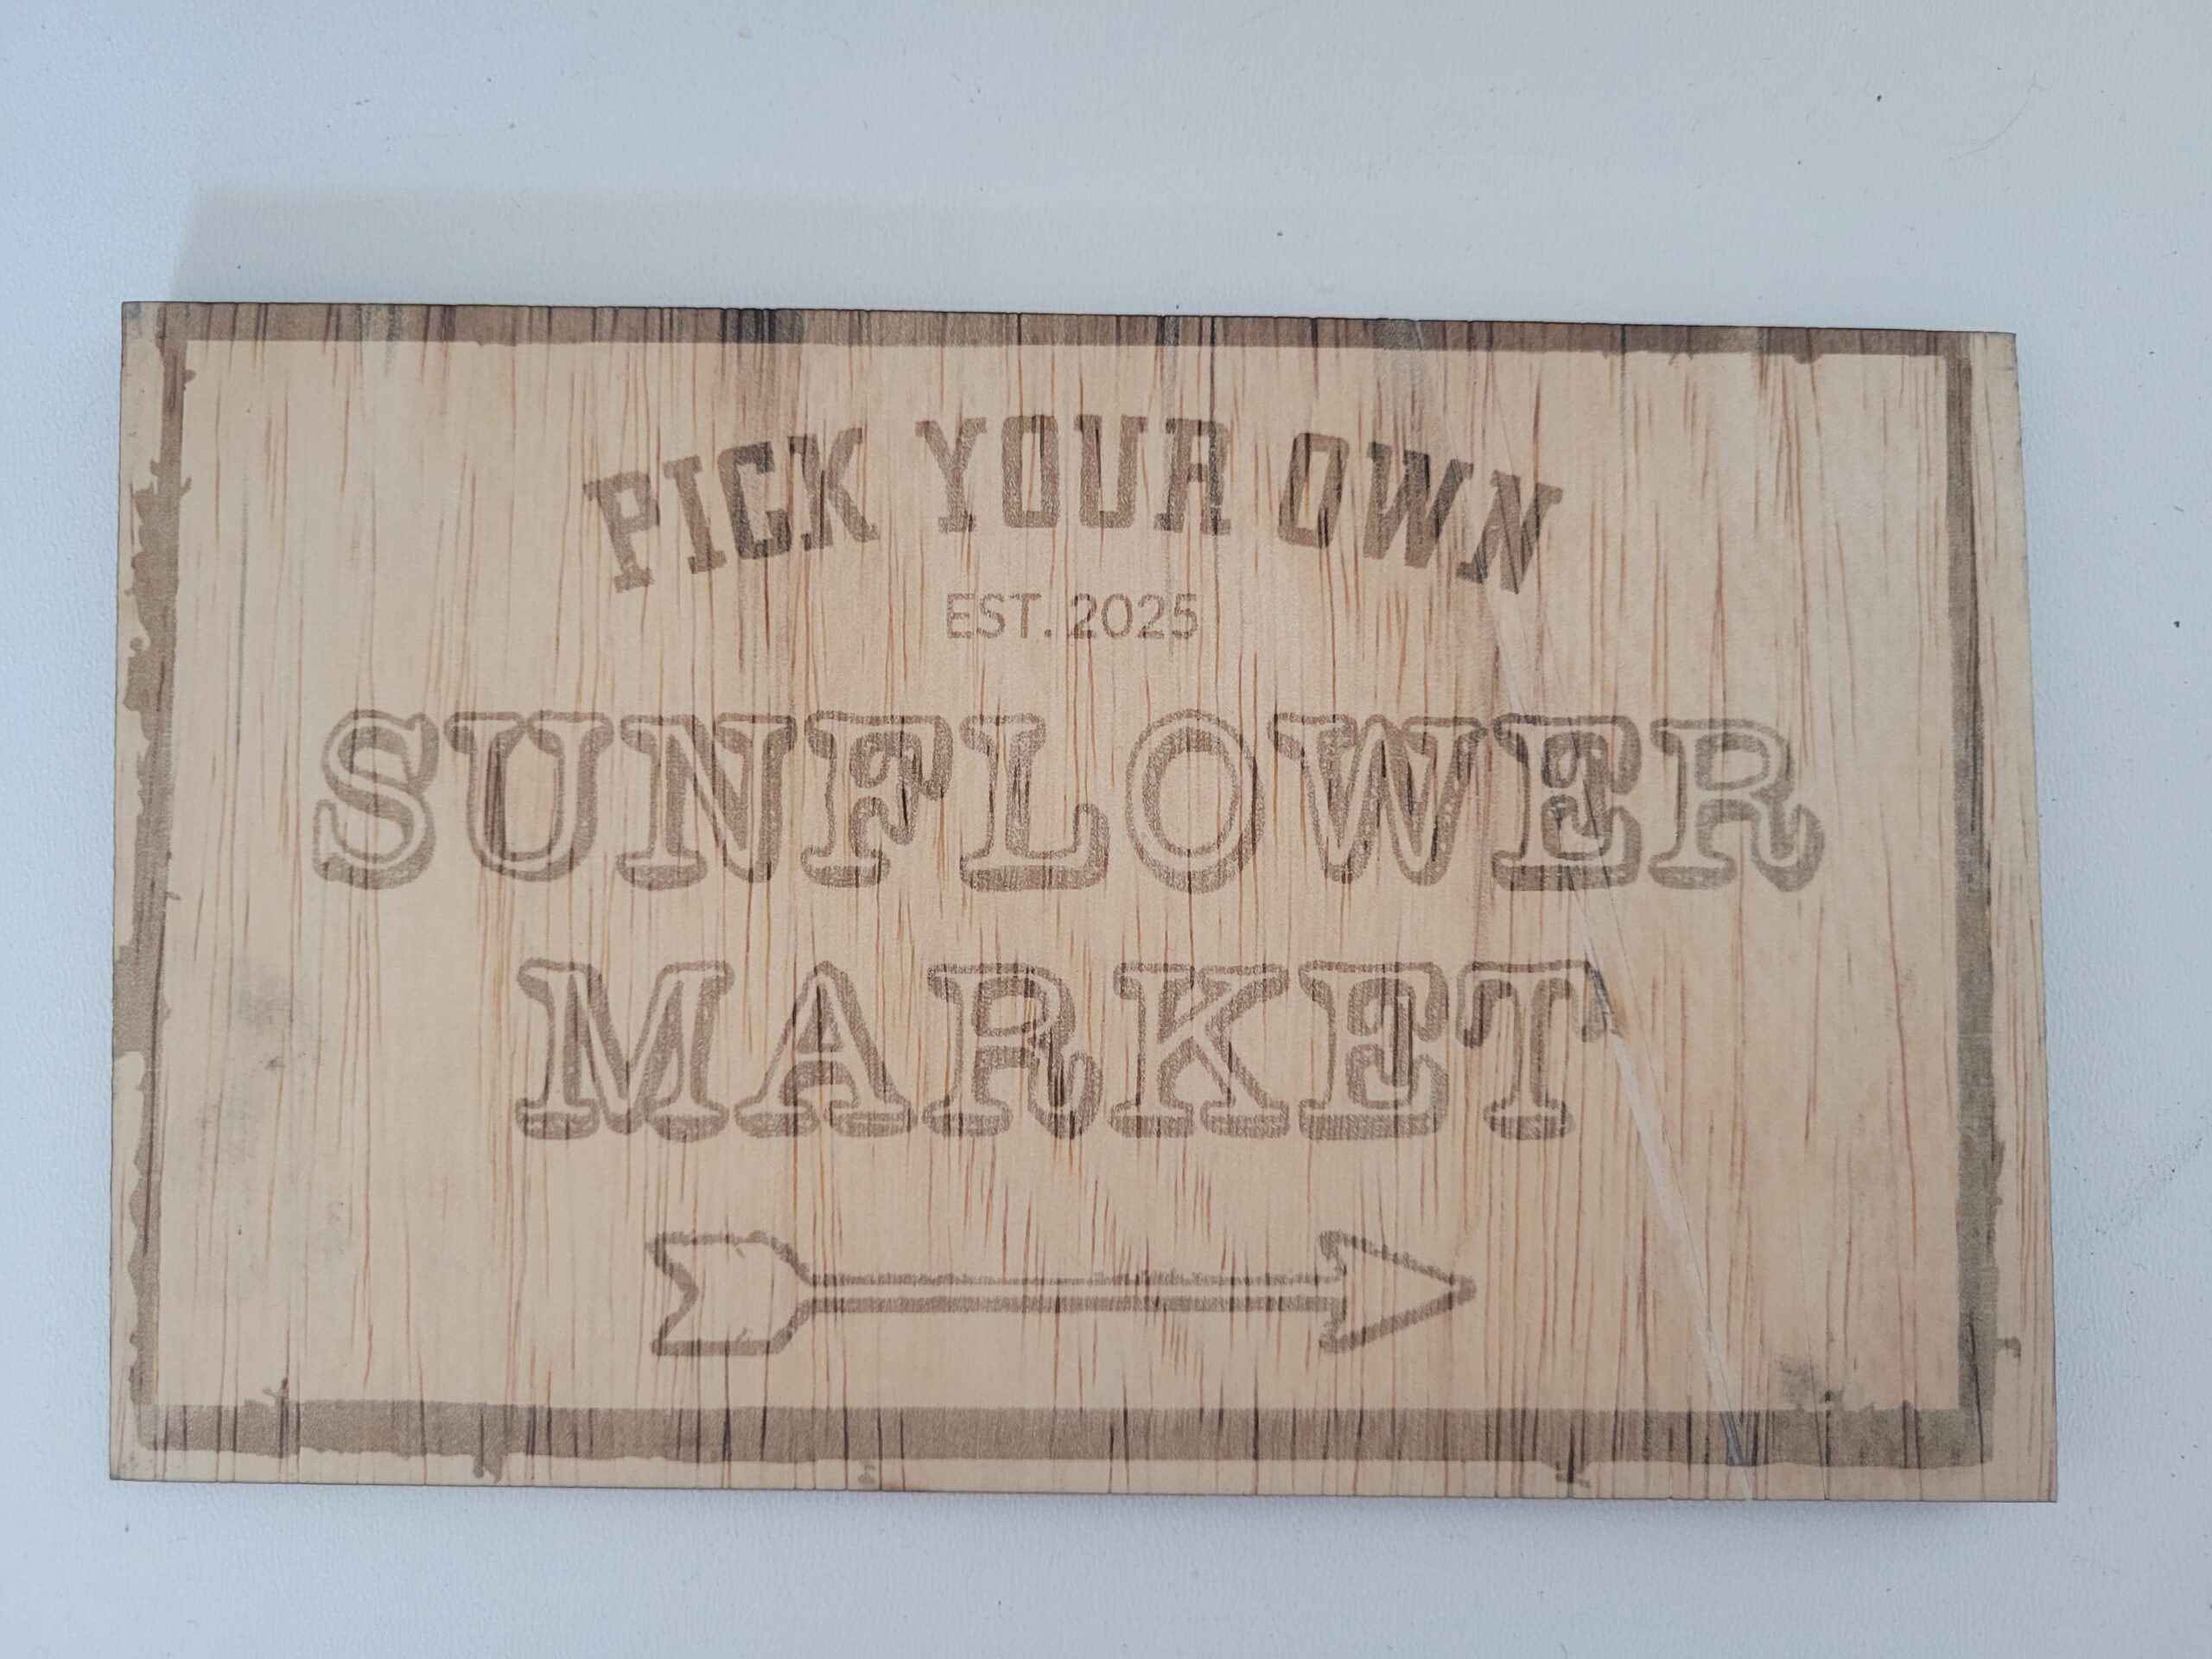 PICK YOUR OWN
EST. 2025
SUNFLOWER
MARKET